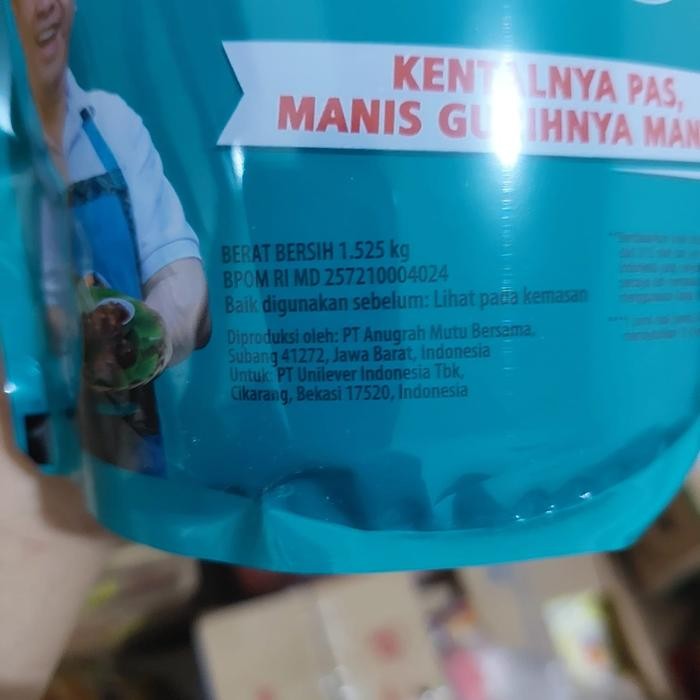 KENTALNYA PAS,
MANIS GU IHNYA MAN
BERAT BERSIH 1.525 kg
BPOM RI MD 257210004024
Baik digunakan sebelum: Lihat pada kemasan
Diproduksi oleh: PT Anugrah Mutu Bersama,
Subang 41272, Jawa Barat, Indonesia
Untuk: PT Unilever Indonesia Tbk,
Cikarang, Bekasi 17520, Indonesia